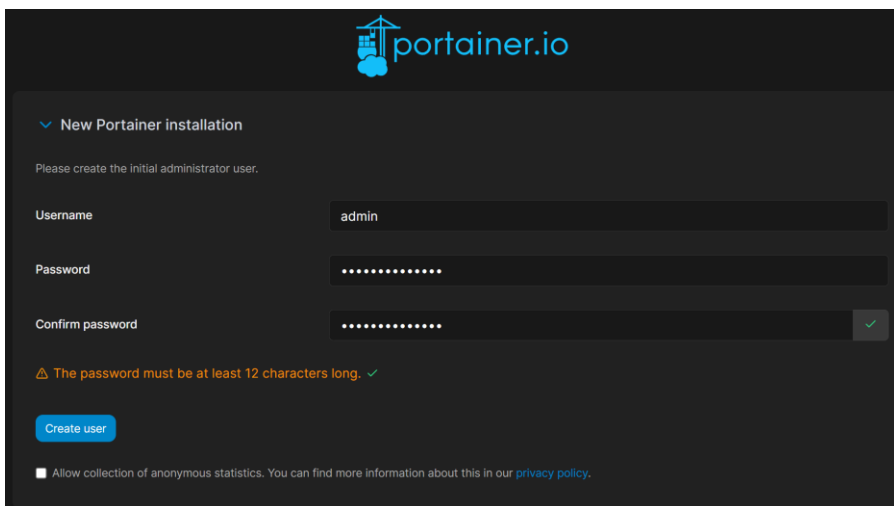 portainer.io
New Portainer installation
Please create the initial administrator user.
Username
admin
Password
••••••••••••••
Confirm password
••••••••••••••
The password must be at least 12 characters long.
Create user
Allow collection of anonymous statistics. You can find more information about this in our privacy policy.